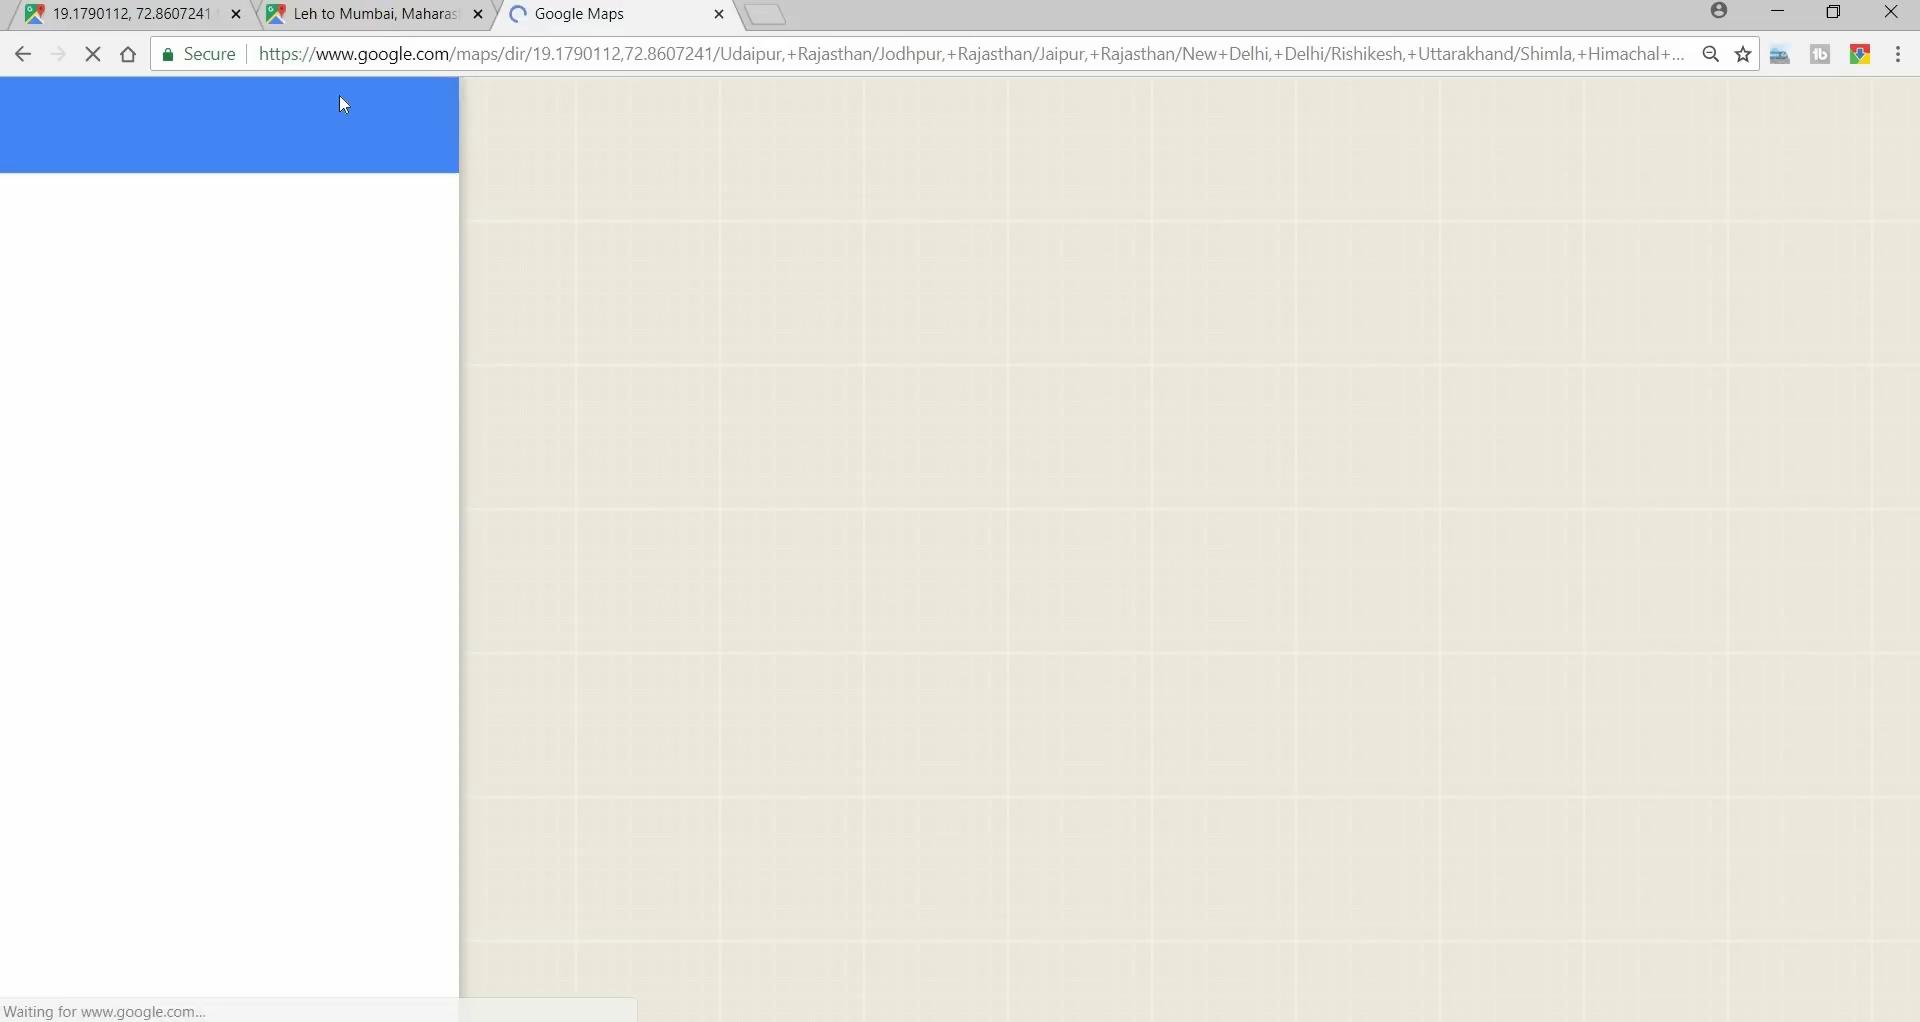 19.1790112, 72.8607241
Leh to Mumbai, Maharas
Google Maps
Secure
https://www.google.com/maps/dir/19.1790112,72.8607241/Udaipur,+Rajasthan/Jodhpur,+Rajasthan/Jaipur,+Rajasthan/New+Delhi,+Delhi/Rishikesh,+Uttarakhand/Shimla,+Himachal+...
Waiting for www.google.com...